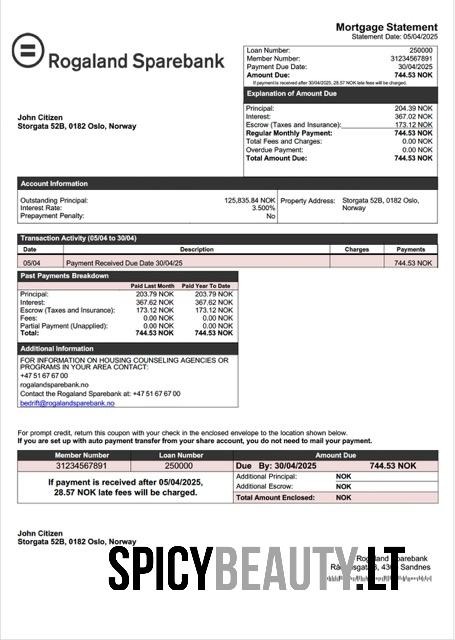 Mortgage Statement
Statement Date: 05/04/2025
Rogaland Sparebank
Loan Number: 250000
Member Number: 31234567891
Payment Due Date: 30/04/2025
Amount Due: 744.53 NOK
If payment is received after 30/04/2025, 28.57 NOK late fees will be charged.
Explanation of Amount Due
Principal: 204.39 NOK
Interest: 367.02 NOK
Escrow (Taxes and Insurance): 173.12 NOK
Regular Monthly Payment: 744.53 NOK
Total Fees and Charges: 0.00 NOK
Overdue Payment: 0.00 NOK
Total Amount Due: 744.53 NOK
John Citizen
Storgata 52B, 0182 Oslo, Norway
Account Information
Outstanding Principal: 125,835.84 NOK
Interest Rate: 3.500%
Prepayment Penalty: No
Property Address: Storgata 52B, 0182 Oslo,
Norway
Transaction Activity (05/04 to 30/04)
Date Description Charges Payments
05/04 Payment Received Due Date 30/04/25 744.53 NOK
Past Payments Breakdown
Paid Last Month Paid Year To Date
Principal: 203.79 NOK 203.79 NOK
Interest: 367.62 NOK 367.62 NOK
Escrow (Taxes and Insurance): 173.12 NOK 173.12 NOK
Fees: 0.00 NOK 0.00 NOK
Partial Payment (Unapplied): 0.00 NOK 0.00 NOK
Total: 744.53 NOK 744.53 NOK
Additional Information
FOR INFORMATION ON HOUSING COUNSELING AGENCIES OR
PROGRAMS IN YOUR AREA CONTACT:
+47 51 67 67 00
rogalandsparebank.no
Contact the Rogaland Sparebank at: +47 51 67 67 00
bedrift@rogalandsparebank.no
For prompt credit, return this coupon with your check in the enclosed envelope to the location shown below.
If you are set up with auto payment transfer from your share account, you do not need to mail your payment.
Member Number Loan Number Amount Due
31234567891 250000 Due By: 30/04/2025 744.53 NOK
If payment is received after 05/04/2025,
28.57 NOK late fees will be charged.
Additional Principal: NOK
Additional Escrow: NOK
Total Amount Enclosed: NOK
John Citizen
Storgata 52B, 0182 Oslo, Norway
Sparebank
Sandnes
SPICYBEAUTY.LT